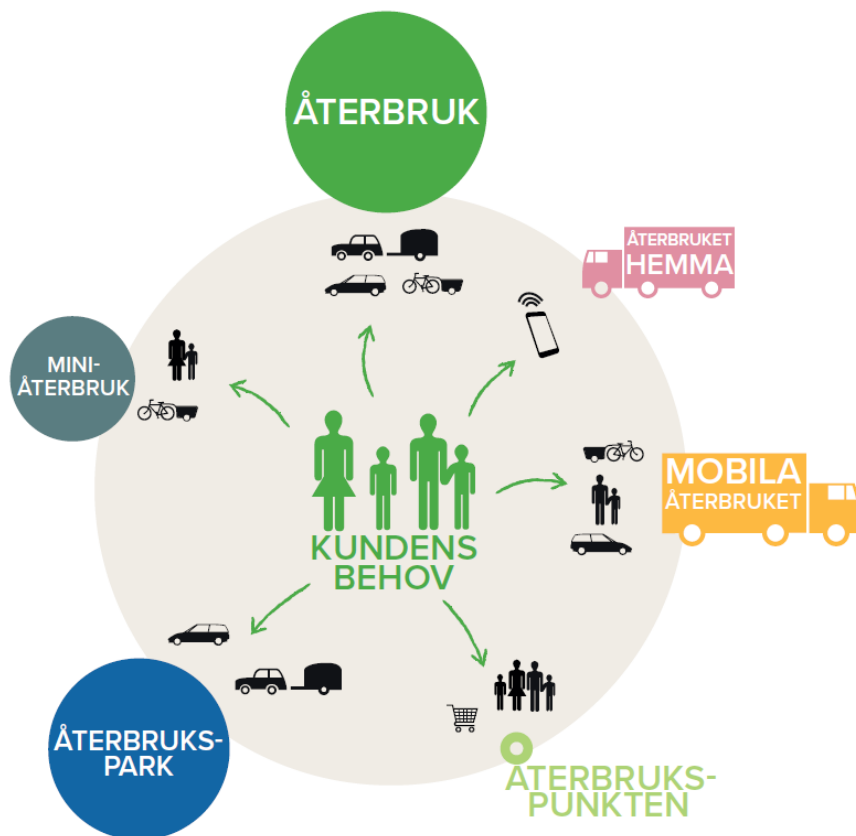 ÅTERBRUK
ÅTERBRUKET
HEMMA
MINI-
ÅTERBRUK
MOBILA
ÅTERBRUKET
KUNDENS
BEHOV
ÅTERBRUKS-
PARK
ÅTERBRUKS-
PUNKTEN